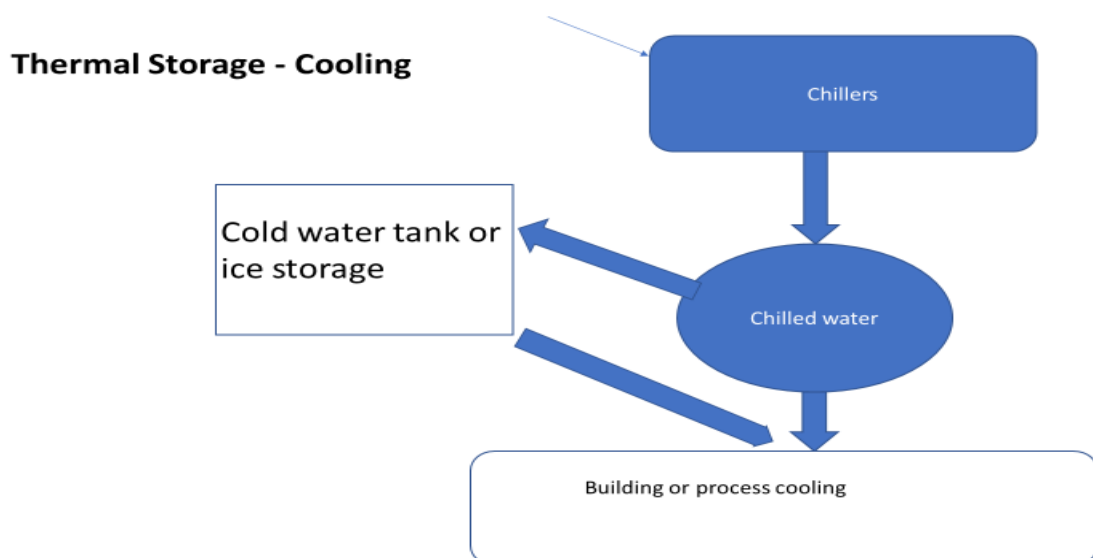 Thermal Storage - Cooling
Chillers
Cold water tank or
ice storage
Chilled water
Building or process cooling